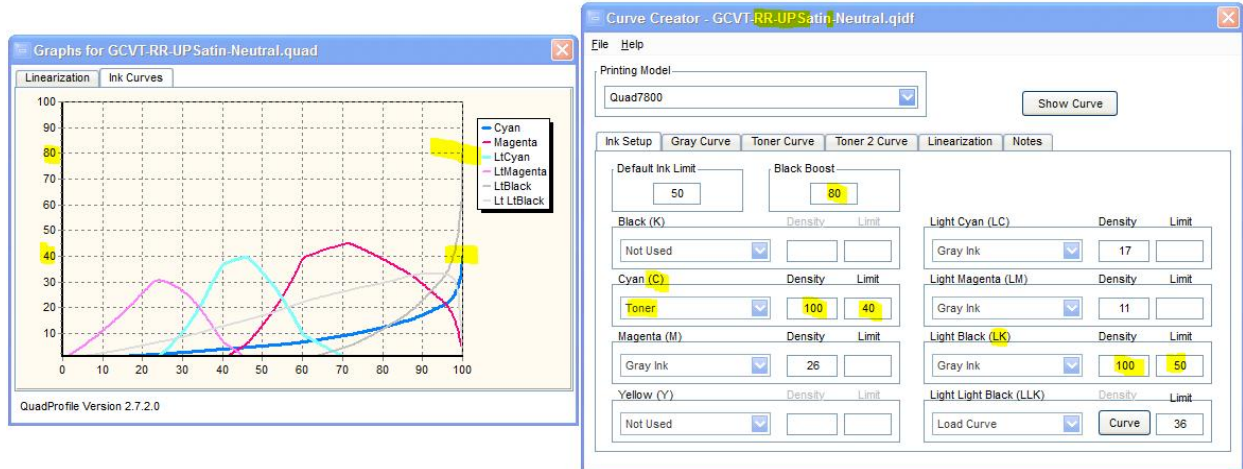 Graphs for GCVT-RR-UPSatin-Neutral.quad
Linearization Ink Curves
100
90
80
70
60
50
40
30
20
10
0 10 20 30 40 50 60 70 80 90 100
Cyan
Magenta
LtCyan
LtMagenta
LtBlack
Lt LtBlack
QuadProfile Version 2.7.2.0
Curve Creator - GCVT-RR-UPSatin-Neutral.qidf
File Help
Printing Model
Quad7800
Show Curve
Ink Setup Gray Curve Toner Curve Toner 2 Curve Linearization Notes
Default Ink Limit Black Boost
50 80
Black (K) Density Limit Light Cyan (LC) Density Limit
Not Used Gray Ink 17
Cyan (C) Density Limit Light Magenta (LM) Density Limit
Toner 100 40 Gray Ink 11
Magenta (M) Density Limit Light Black (LK) Density Limit
Gray Ink 26 Gray Ink 100 50
Yellow (Y) Density Limit Light Light Black (LLK) Density Limit
Not Used Load Curve Curve 36